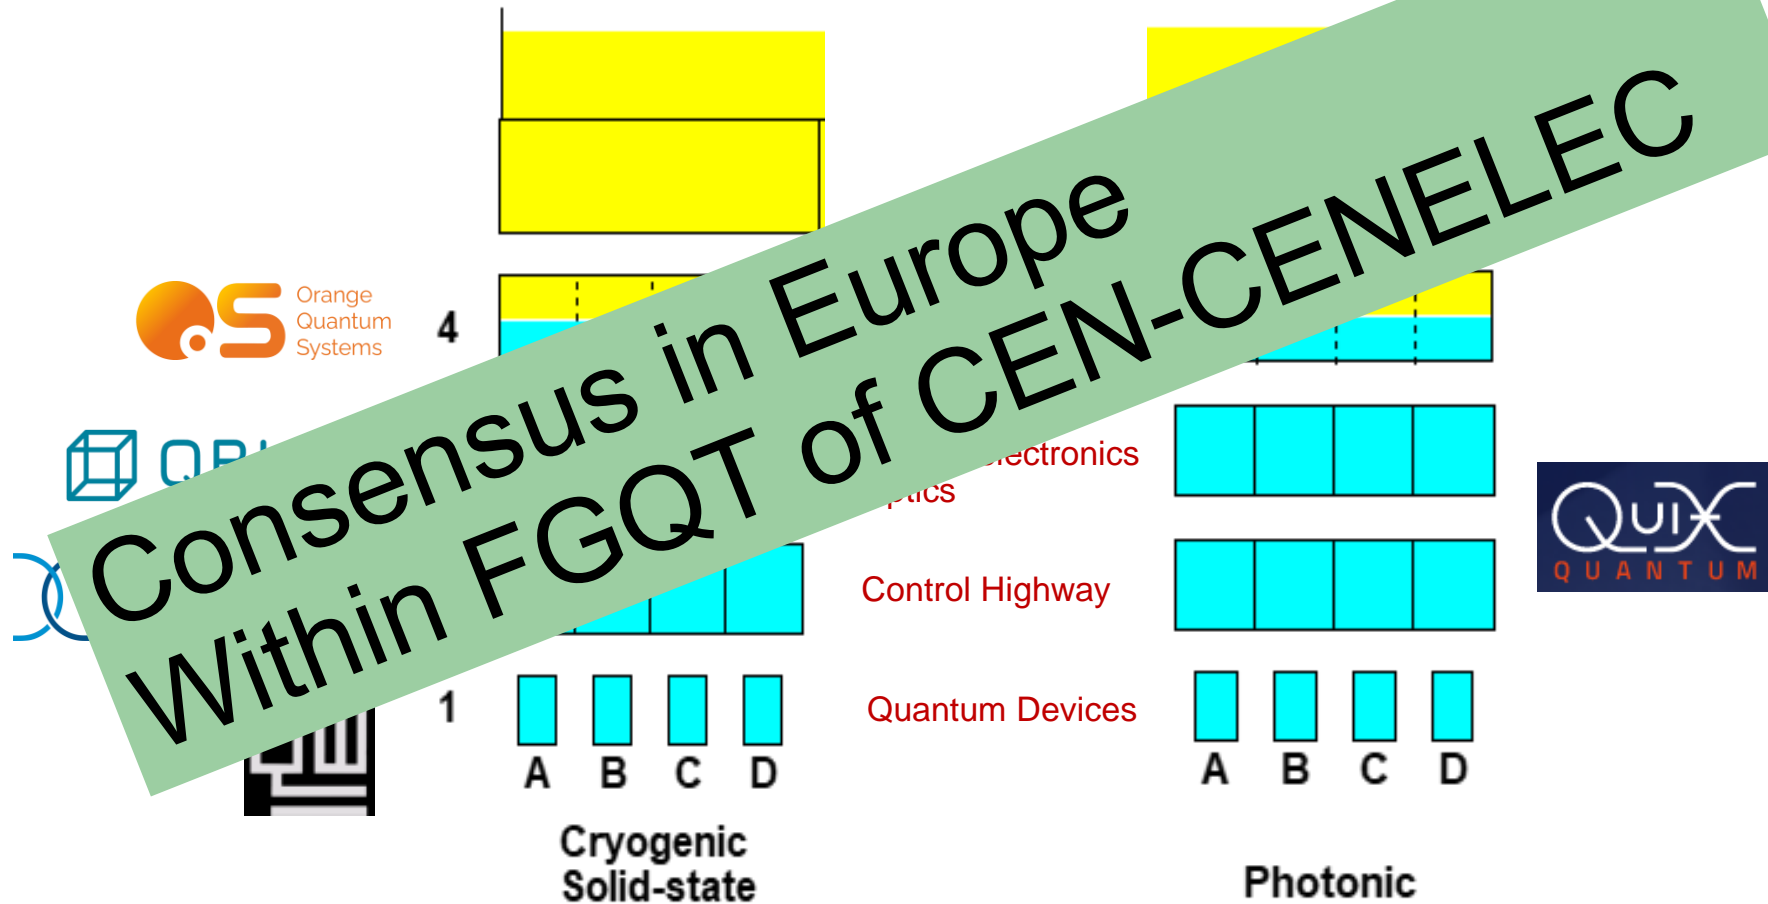 Consensus in Europe
Within FGQT of CEN-CENELEC
Orange
Quantum
Systems
4
Control Highway
QUIX
QUANTUM
1
Quantum Devices
A B C D
A B C D
Cryogenic
Solid-state
Photonic